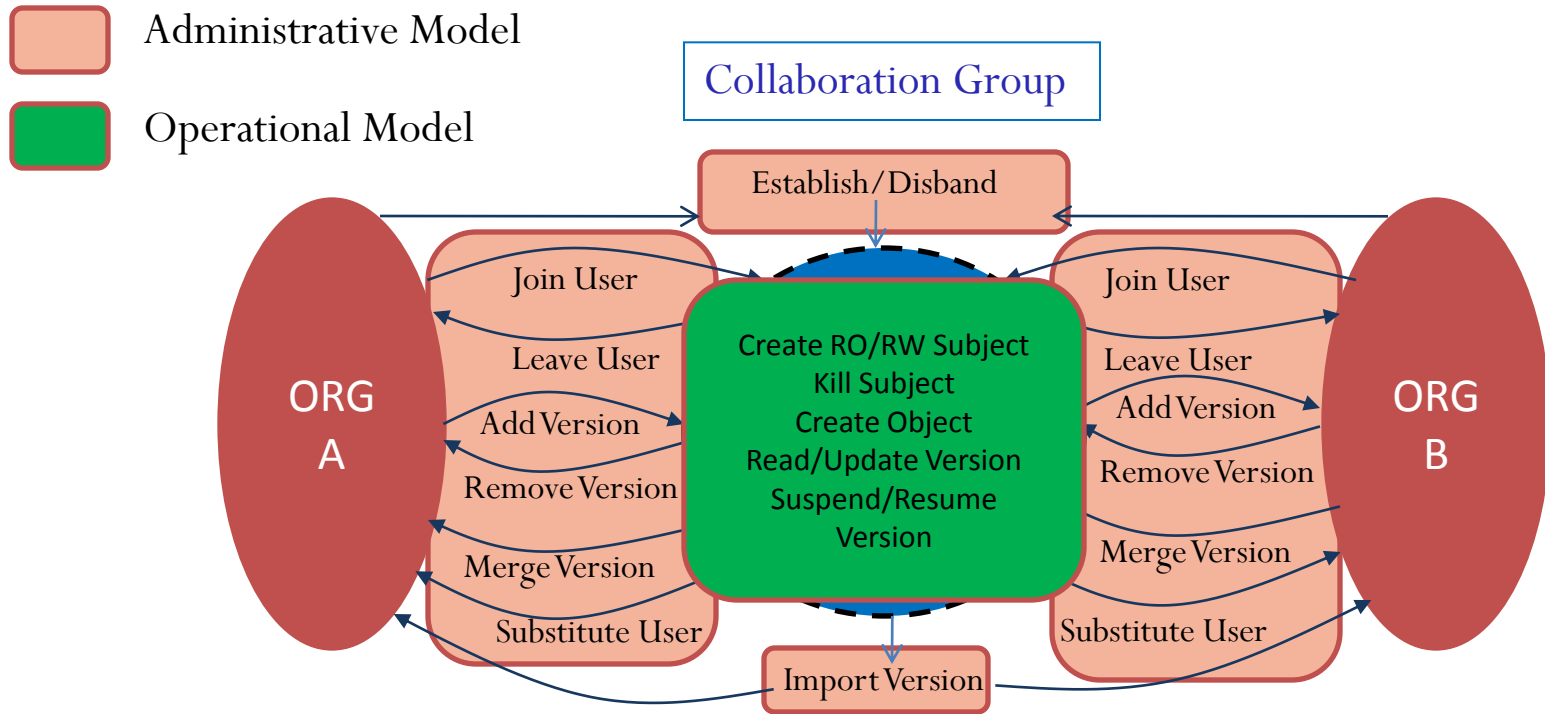 Administrative Model
Operational Model
Collaboration Group
Establish/Disband
ORG
A
Join User
Leave User
Add Version
Remove Version
Merge Version
Substitute User
Create RO/RW Subject
Kill Subject
Create Object
Read/Update Version
Suspend/Resume
Version
Join User
Leave User
Add Version
Remove Version
Merge Version
Substitute User
ORG
B
Import Version